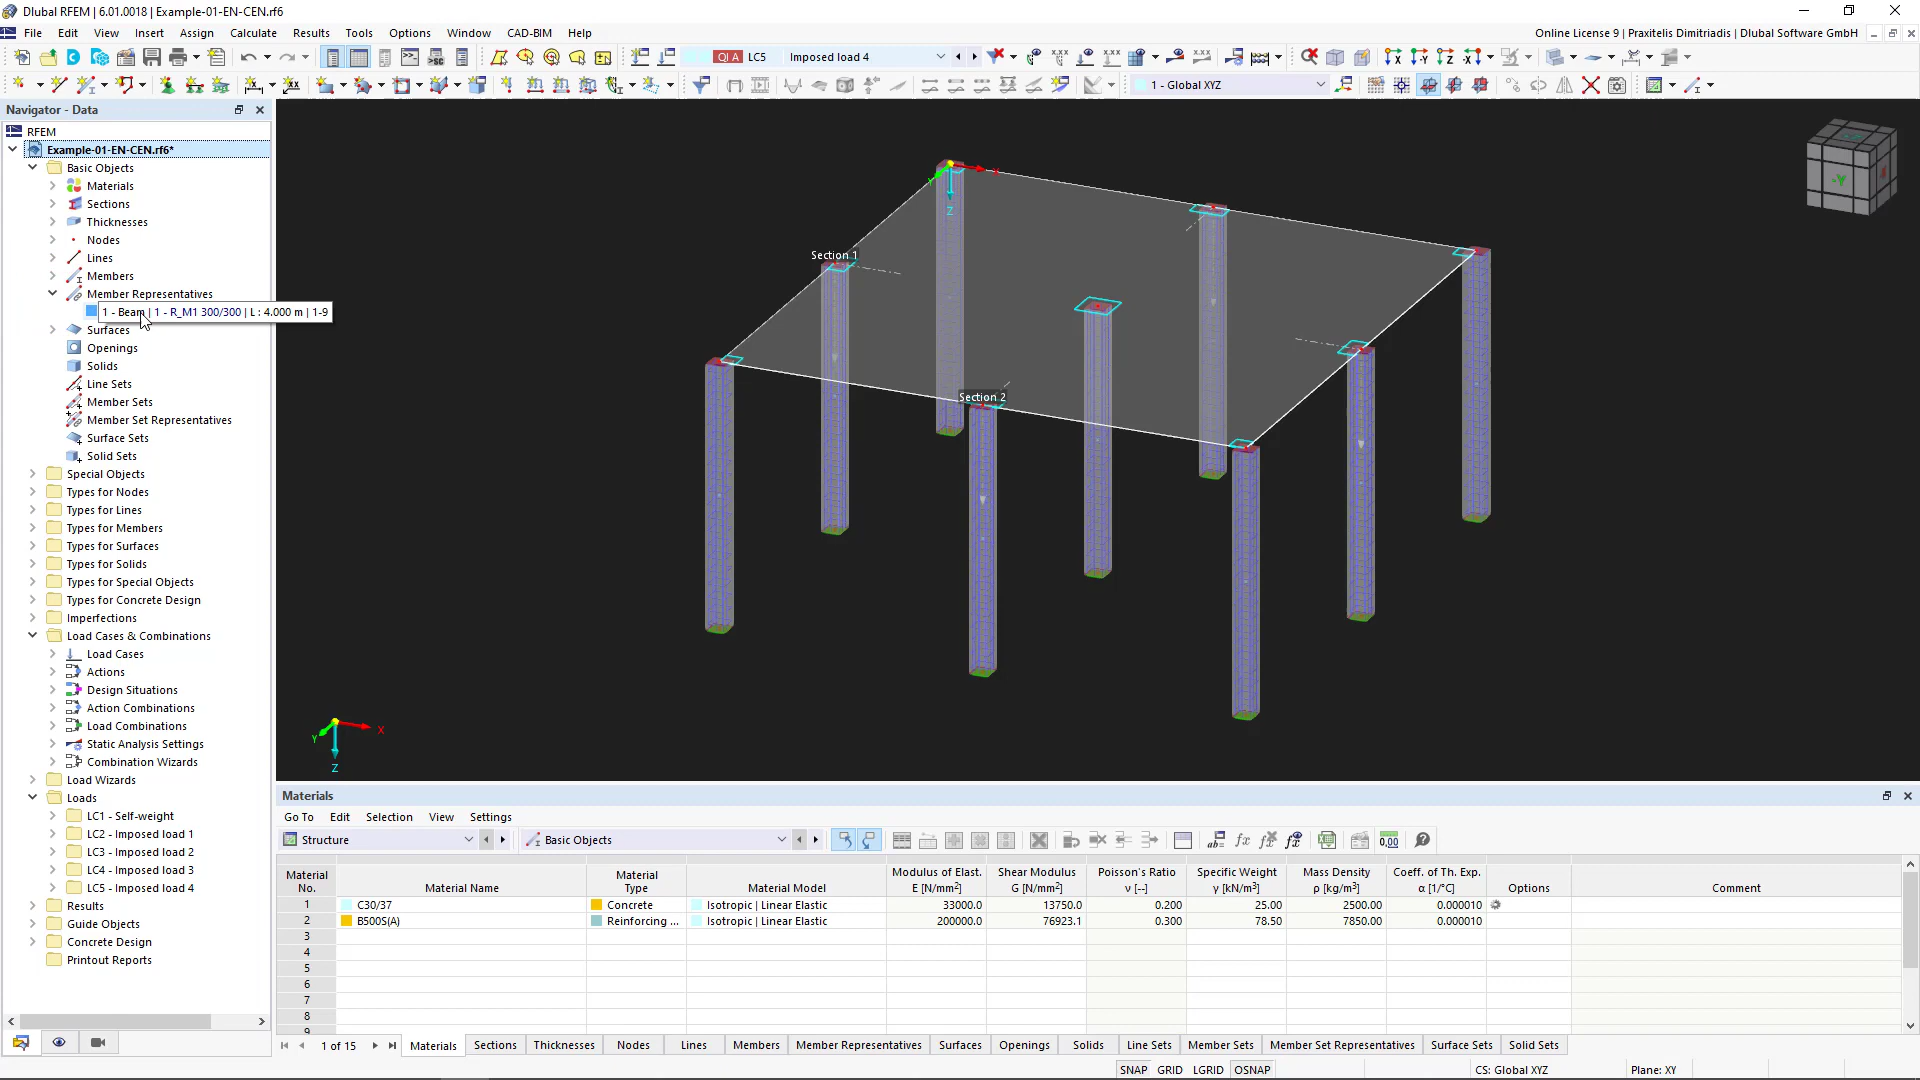 Dlubal RFEM | 6.01.0018 | Example-01-EN-CEN.rf6
File Edit View Insert Assign Calculate Results Tools Options Window CAD-BIM Help
Online License 9 | Praxitelis Dimitriadis | Dlubal Software GmbH
QI A LC5 Imposed load 4
1 - Global XYZ
Navigator - Data
RFEM
Example-01-EN-CEN.rf6*
Basic Objects
Materials
Sections
Thicknesses
Nodes
Lines
Members
Member Representatives
1 - Beam | 1 - R_M1 300/300 | L : 4.000 m | 1-9
Surfaces
Openings
Solids
Line Sets
Member Sets
Member Set Representatives
Surface Sets
Solid Sets
Special Objects
Types for Nodes
Types for Lines
Types for Members
Types for Surfaces
Types for Solids
Types for Special Objects
Types for Concrete Design
Imperfections
Load Cases & Combinations
Load Cases
Actions
Design Situations
Action Combinations
Load Combinations
Static Analysis Settings
Combination Wizards
Load Wizards
Loads
LC1 - Self-weight
LC2 - Imposed load 1
LC3 - Imposed load 2
LC4 - Imposed load 3
LC5 - Imposed load 4
Results
Guide Objects
Concrete Design
Printout Reports
X
Y
Z
Section 1
Section 2
-Y
X
Y
Z
Materials
Go To Edit Selection View Settings
Structure Basic Objects
Material No. Material Name Material Type Material Model Modulus of Elast. E [N/mm²] Shear Modulus G [N/mm²] Poisson's Ratio ν [--] Specific Weight γ [kN/m³] Mass Density ρ [kg/m³] Coeff. of Th. Exp. α [1/°C] Options Comment
1 C30/37 Concrete Isotropic | Linear Elastic 33000.0 13750.0 0.200 25.00 2500.00 0.000010
2 B500S(A) Reinforcing ... Isotropic | Linear Elastic 200000.0 76923.1 0.300 78.50 7850.00 0.000010
3
4
5
6
7
8
9
1 of 15 Materials Sections Thicknesses Nodes Lines Members Member Representatives Surfaces Openings Solids Line Sets Member Sets Member Set Representatives Surface Sets Solid Sets
SNAP GRID LGRID OSNAP CS: Global XYZ Plane: XY